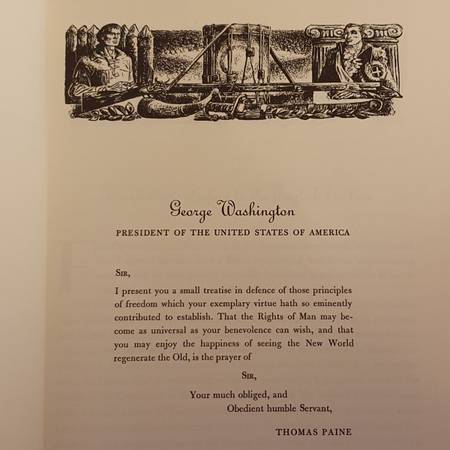 George Washington
PRESIDENT OF THE UNITED STATES OF AMERICA
SIR,
I present you a small treatise in defence of those principles
of freedom which your exemplary virtue hath so eminently
contributed to establish. That the Rights of Man may be-
come as universal as your benevolence can wish, and that
you may enjoy the happiness of seeing the New World
regenerate the Old, is the prayer of
SIR,
Your much obliged, and
Obedient humble Servant,
THOMAS PAINE